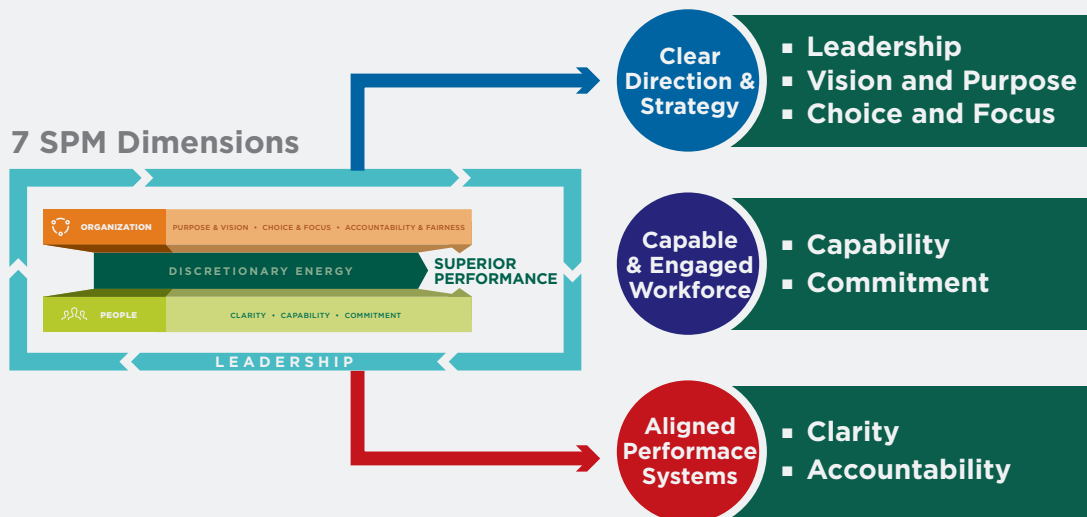 7 SPM Dimensions
ORGANIZATION
PURPOSE & VISION • CHOICE & FOCUS • ACCOUNTABILITY & FAIRNESS
DISCRETIONARY ENERGY
SUPERIOR
PERFORMANCE
PEOPLE
CLARITY • CAPABILITY • COMMITMENT
LEADERSHIP
Clear
Direction &
Strategy
▪ Leadership
▪ Vision and Purpose
▪ Choice and Focus
Capable
& Engaged
Workforce
▪ Capability
▪ Commitment
Aligned
Performace
Systems
▪ Clarity
▪ Accountability